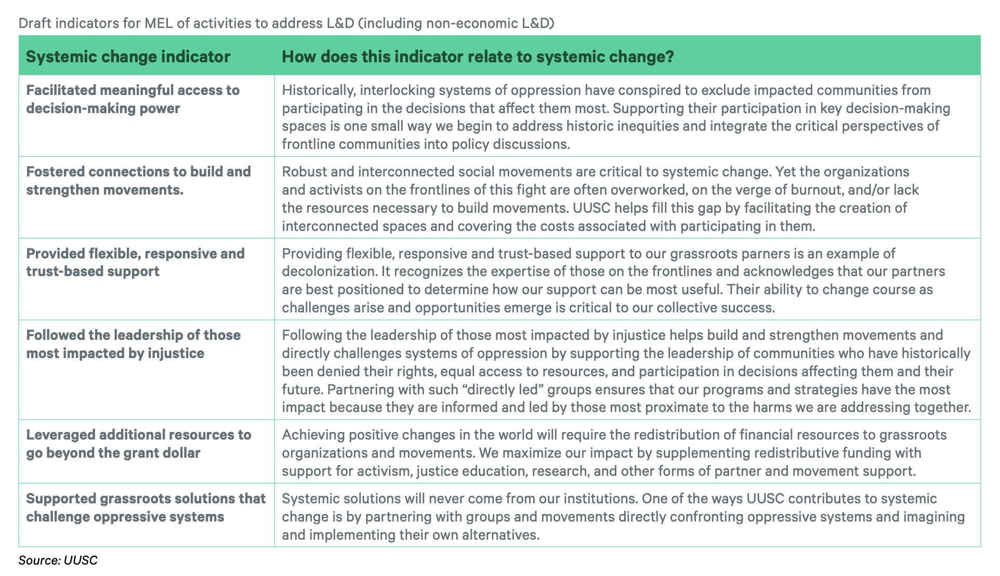 Draft indicators for MEL of activities to address L&D (including non-economic L&D)
Systemic change indicator
How does this indicator relate to systemic change?
Facilitated meaningful access to
decision-making power
Historically, interlocking systems of oppression have conspired to exclude impacted communities from
participating in the decisions that affect them most. Supporting their participation in key decision-making
spaces is one small way we begin to address historic inequities and integrate the critical perspectives of
frontline communities into policy discussions.
Fostered connections to build and
strengthen movements.
Robust and interconnected social movements are critical to systemic change. Yet the organizations
and activists on the frontlines of this fight are often overworked, on the verge of burnout, and/or lack
the resources necessary to build movements. UUSC helps fill this gap by facilitating the creation of
interconnected spaces and covering the costs associated with participating in them.
Provided flexible, responsive and
trust-based support
Providing flexible, responsive and trust-based support to our grassroots parners is an example of
decolonization. It recognizes the expertise of those on the frontlines and acknowledges that our partners
are best positioned to determine how our support can be most useful. Their ability to change course as
challenges arise and opportunities emerge is critical to our collective success.
Followed the leadership of those
most impacted by injustice
Following the leadership of those most impacted by injustice helps build and strengthen movements and
directly challenges systems of oppression by supporting the leadership of communities who have historically
been denied their rights, equal access to resources, and participation in decisions affecting them and their
future. Partnering with such “directly led” groups ensures that our programs and strategies have the most
impact because they are informed and led by those most proximate to the harms we are addressing together.
Leveraged additional resources to
go beyond the grant dollar
Achieving positive changes in the world will require the redistribution of financial resources to grassroots
organizations and movements. We maximize our impact by supplementing redistributive funding with
support for activism, justice education, research, and other forms of partner and movement support.
Supported grassroots solutions that
challenge oppressive systems
Systemic solutions will never come from our institutions. One of the ways UUSC contributes to systemic
change is by partnering with groups and movements directly confronting oppressive systems and imagining
and implementing their own alternatives.
Source: UUSC